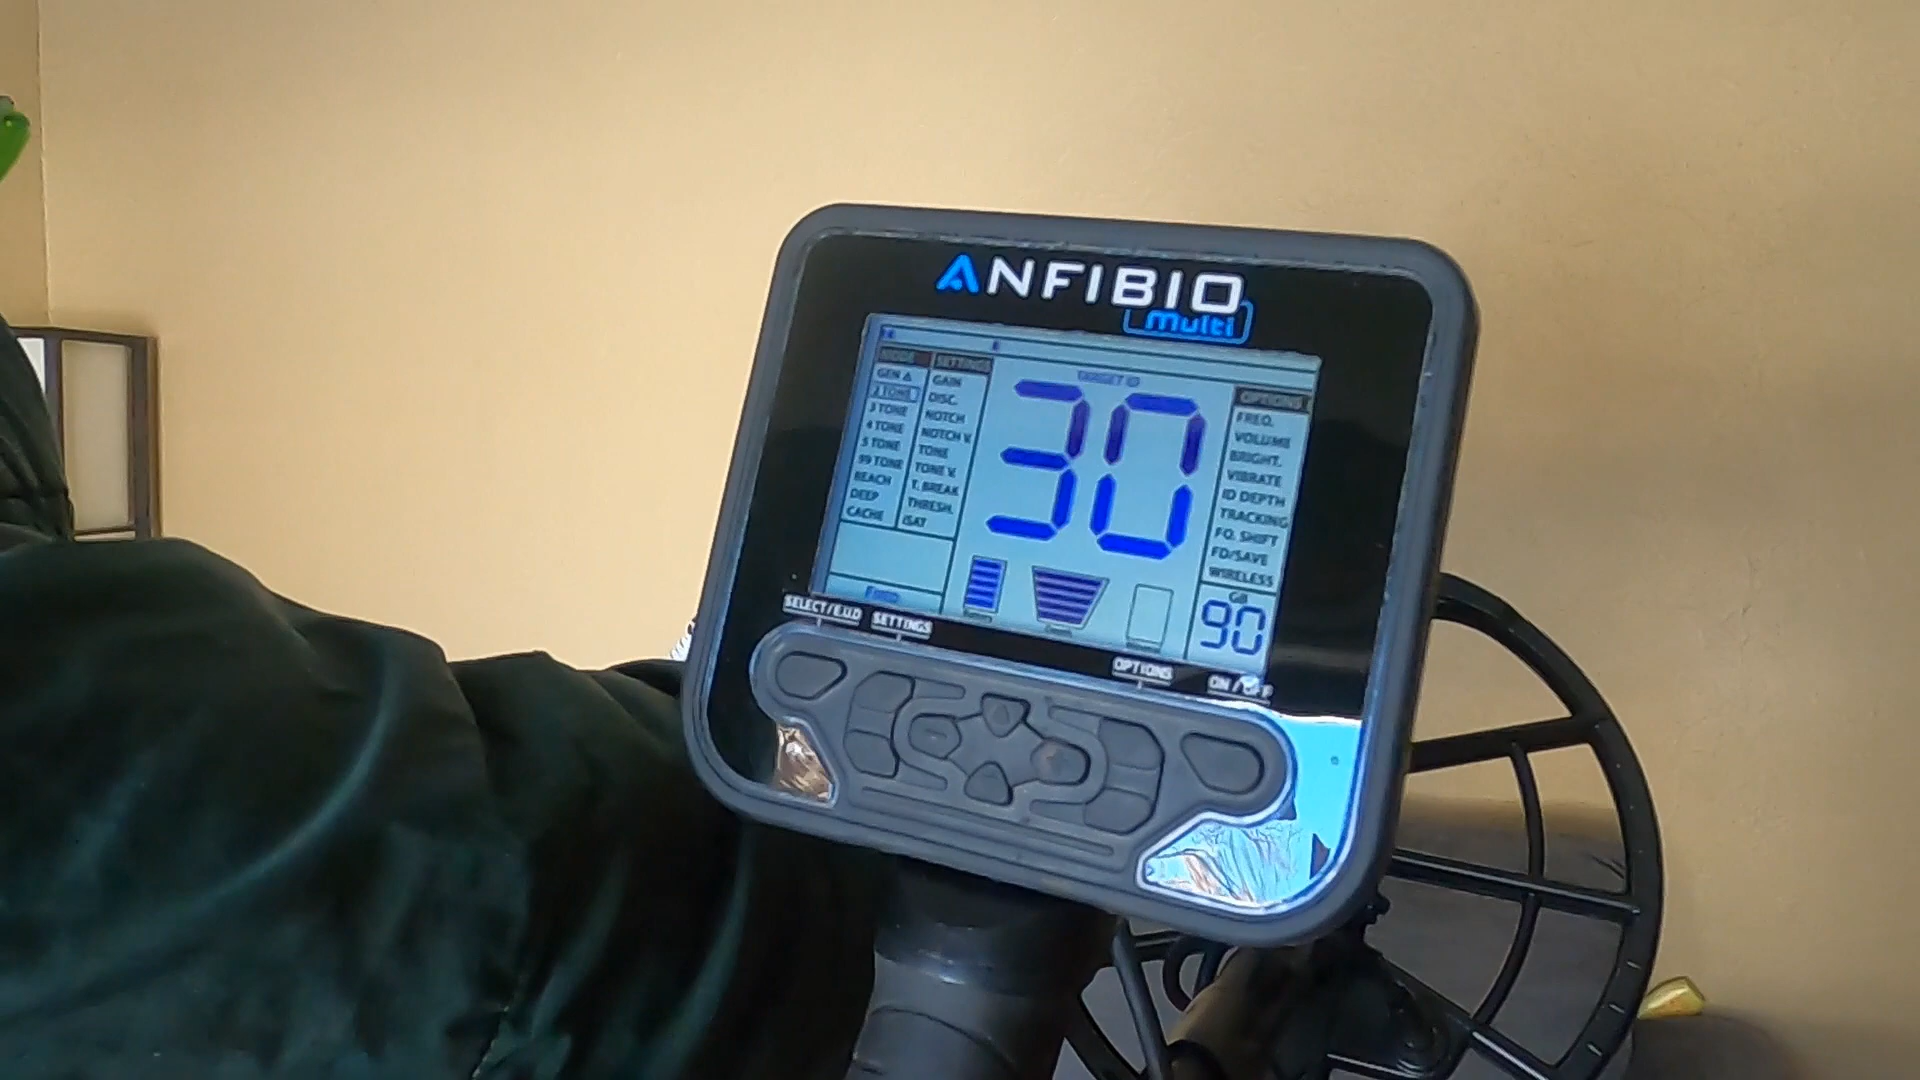 ANFIBIO
multi
MODE
GEN
2 TONE
3 TONE
4 TONE
5 TONE
99 TONE
BEACH
DEEP
CACHE
SETTINGS
GAIN
DISC.
NOTCH
NOTCH V.
TONE
TONE V.
T. BREAK
THRESH.
iSAT
TARGET ID
30
OPTIONS
FREQ.
VOLUME
BRIGHT.
VIBRATE
ID DEPTH
TRACKING
FQ. SHIFT
FD/SAVE
WIRELESS
GB
90
SELECT/E.U.D
SETTINGS
OPTIONS
ON / OFF